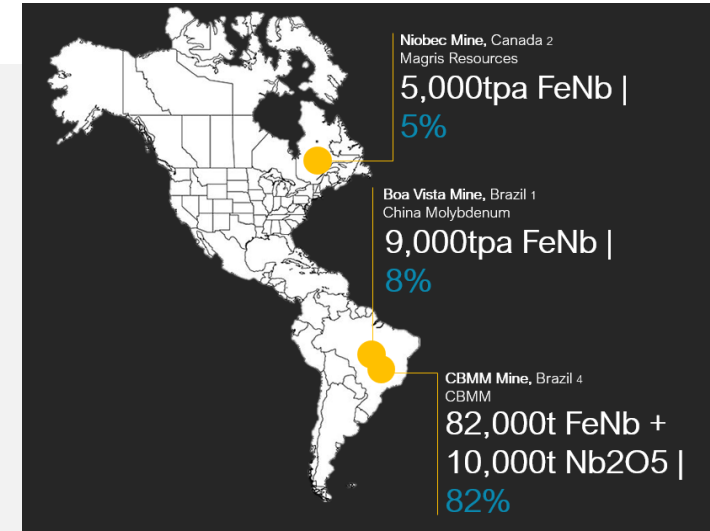 Niobec Mine, Canada 2
Magris Resources
5,000tpa FeNb |
5%
Boa Vista Mine, Brazil 1
China Molybdenum
9,000tpa FeNb |
8%
CBMM Mine, Brazil 4
CBMM
82,000t FeNb +
10,000t Nb2O5 |
82%